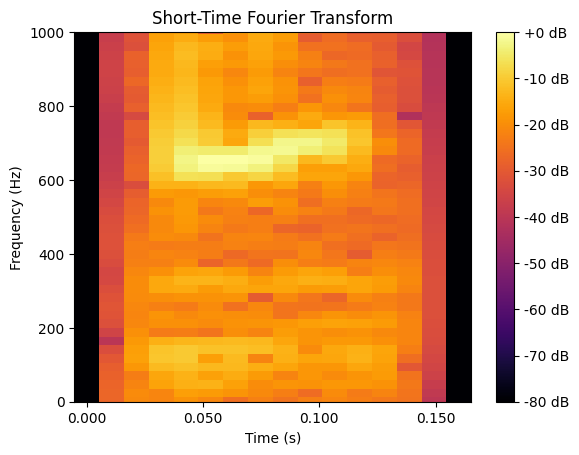 Short-Time Fourier Transform
1000
800
600
400
200
0
Frequency (Hz)
0.000
0.050
0.100
0.150
Time (s)
+0 dB
-10 dB
-20 dB
-30 dB
-40 dB
-50 dB
-60 dB
-70 dB
-80 dB